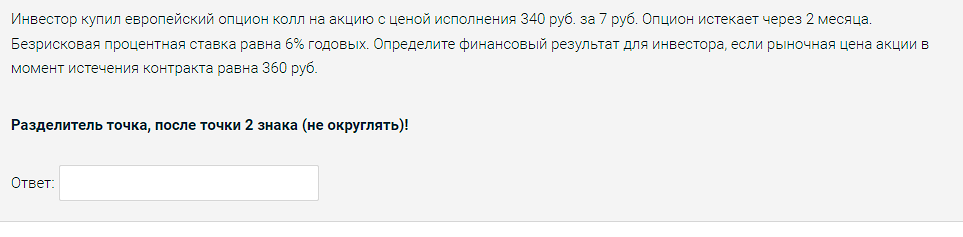 Инвестор купил европейский опцион колл на акцию с ценой исполнения 340 руб. за 7 руб. Опцион истекает через 2 месяца.
Безрисковая процентная ставка равна 6% годовых. Определите финансовый результат для инвестора, если рыночная цена акции в
момент истечения контракта равна 360 руб.
Разделитель точка, после точки 2 знака (не округлять)!
Ответ: